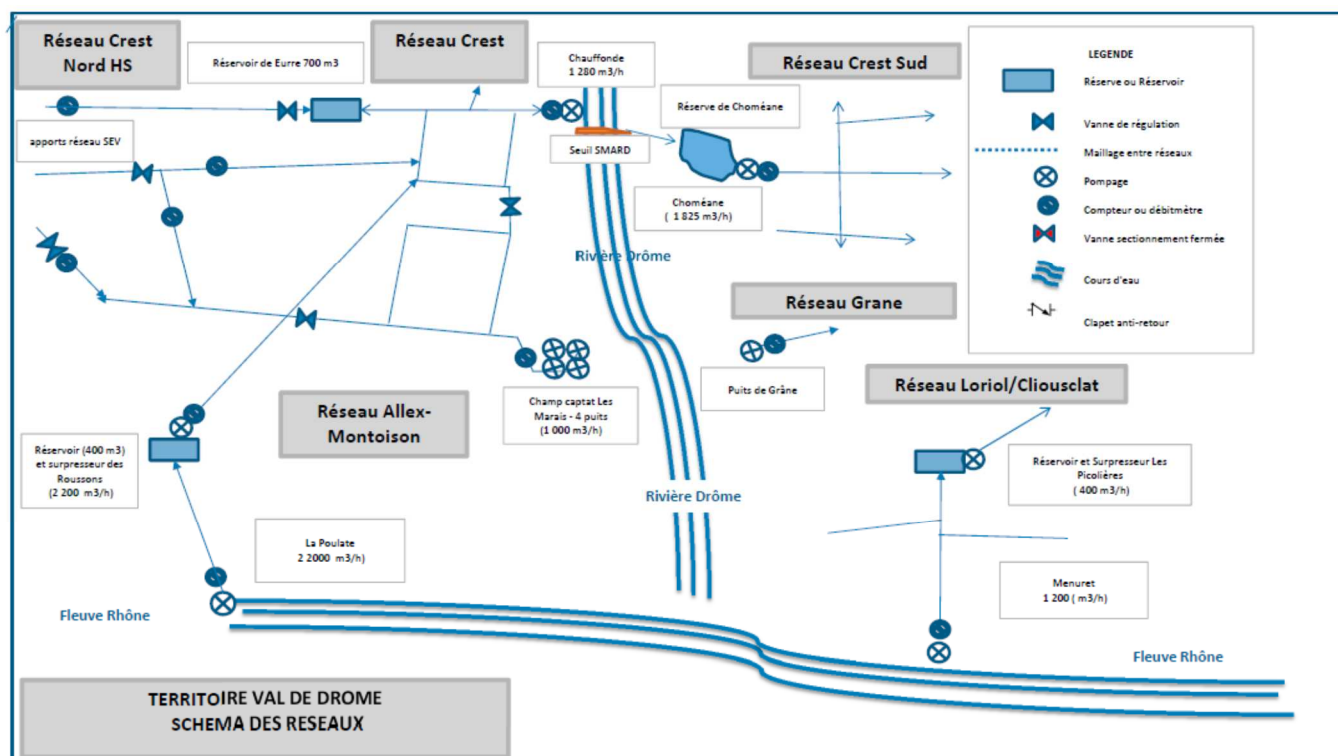 Réseau Crest
Nord HS
Réservoir de Eurre 700 m3
Réseau Crest
Chauffonde
1 280 m3/h
Réseau Crest Sud
LEGENDE
Réserve ou Réservoir
Vanne de régulation
Maillage entre réseaux
Pompage
Compteur ou débitmètre
Vanne sectionnement fermée
Cours d'eau
Clapet anti-retour
apports réseau SEV
Réserve de Choméane
Seuil SMARD
Choméane
( 1 825 m3/h)
Rivière Drôme
Réseau Grane
Puits de Grâne
Réseau Loriol/Cliousclat
Réseau Allex-
Montoison
Champ captat Les
Marais - 4 puits
(1 000 m3/h)
Réservoir (400 m3)
et surpresseur des
Roussons
(2 200 m3/h)
Réservoir et Surpresseur Les
Picolières
( 400 m3/h)
Rivière Drôme
La Poulate
2 2000 m3/h)
Menuret
1 200 ( m3/h)
Fleuve Rhône
Fleuve Rhône
TERRITOIRE VAL DE DROME
SCHEMA DES RESEAUX